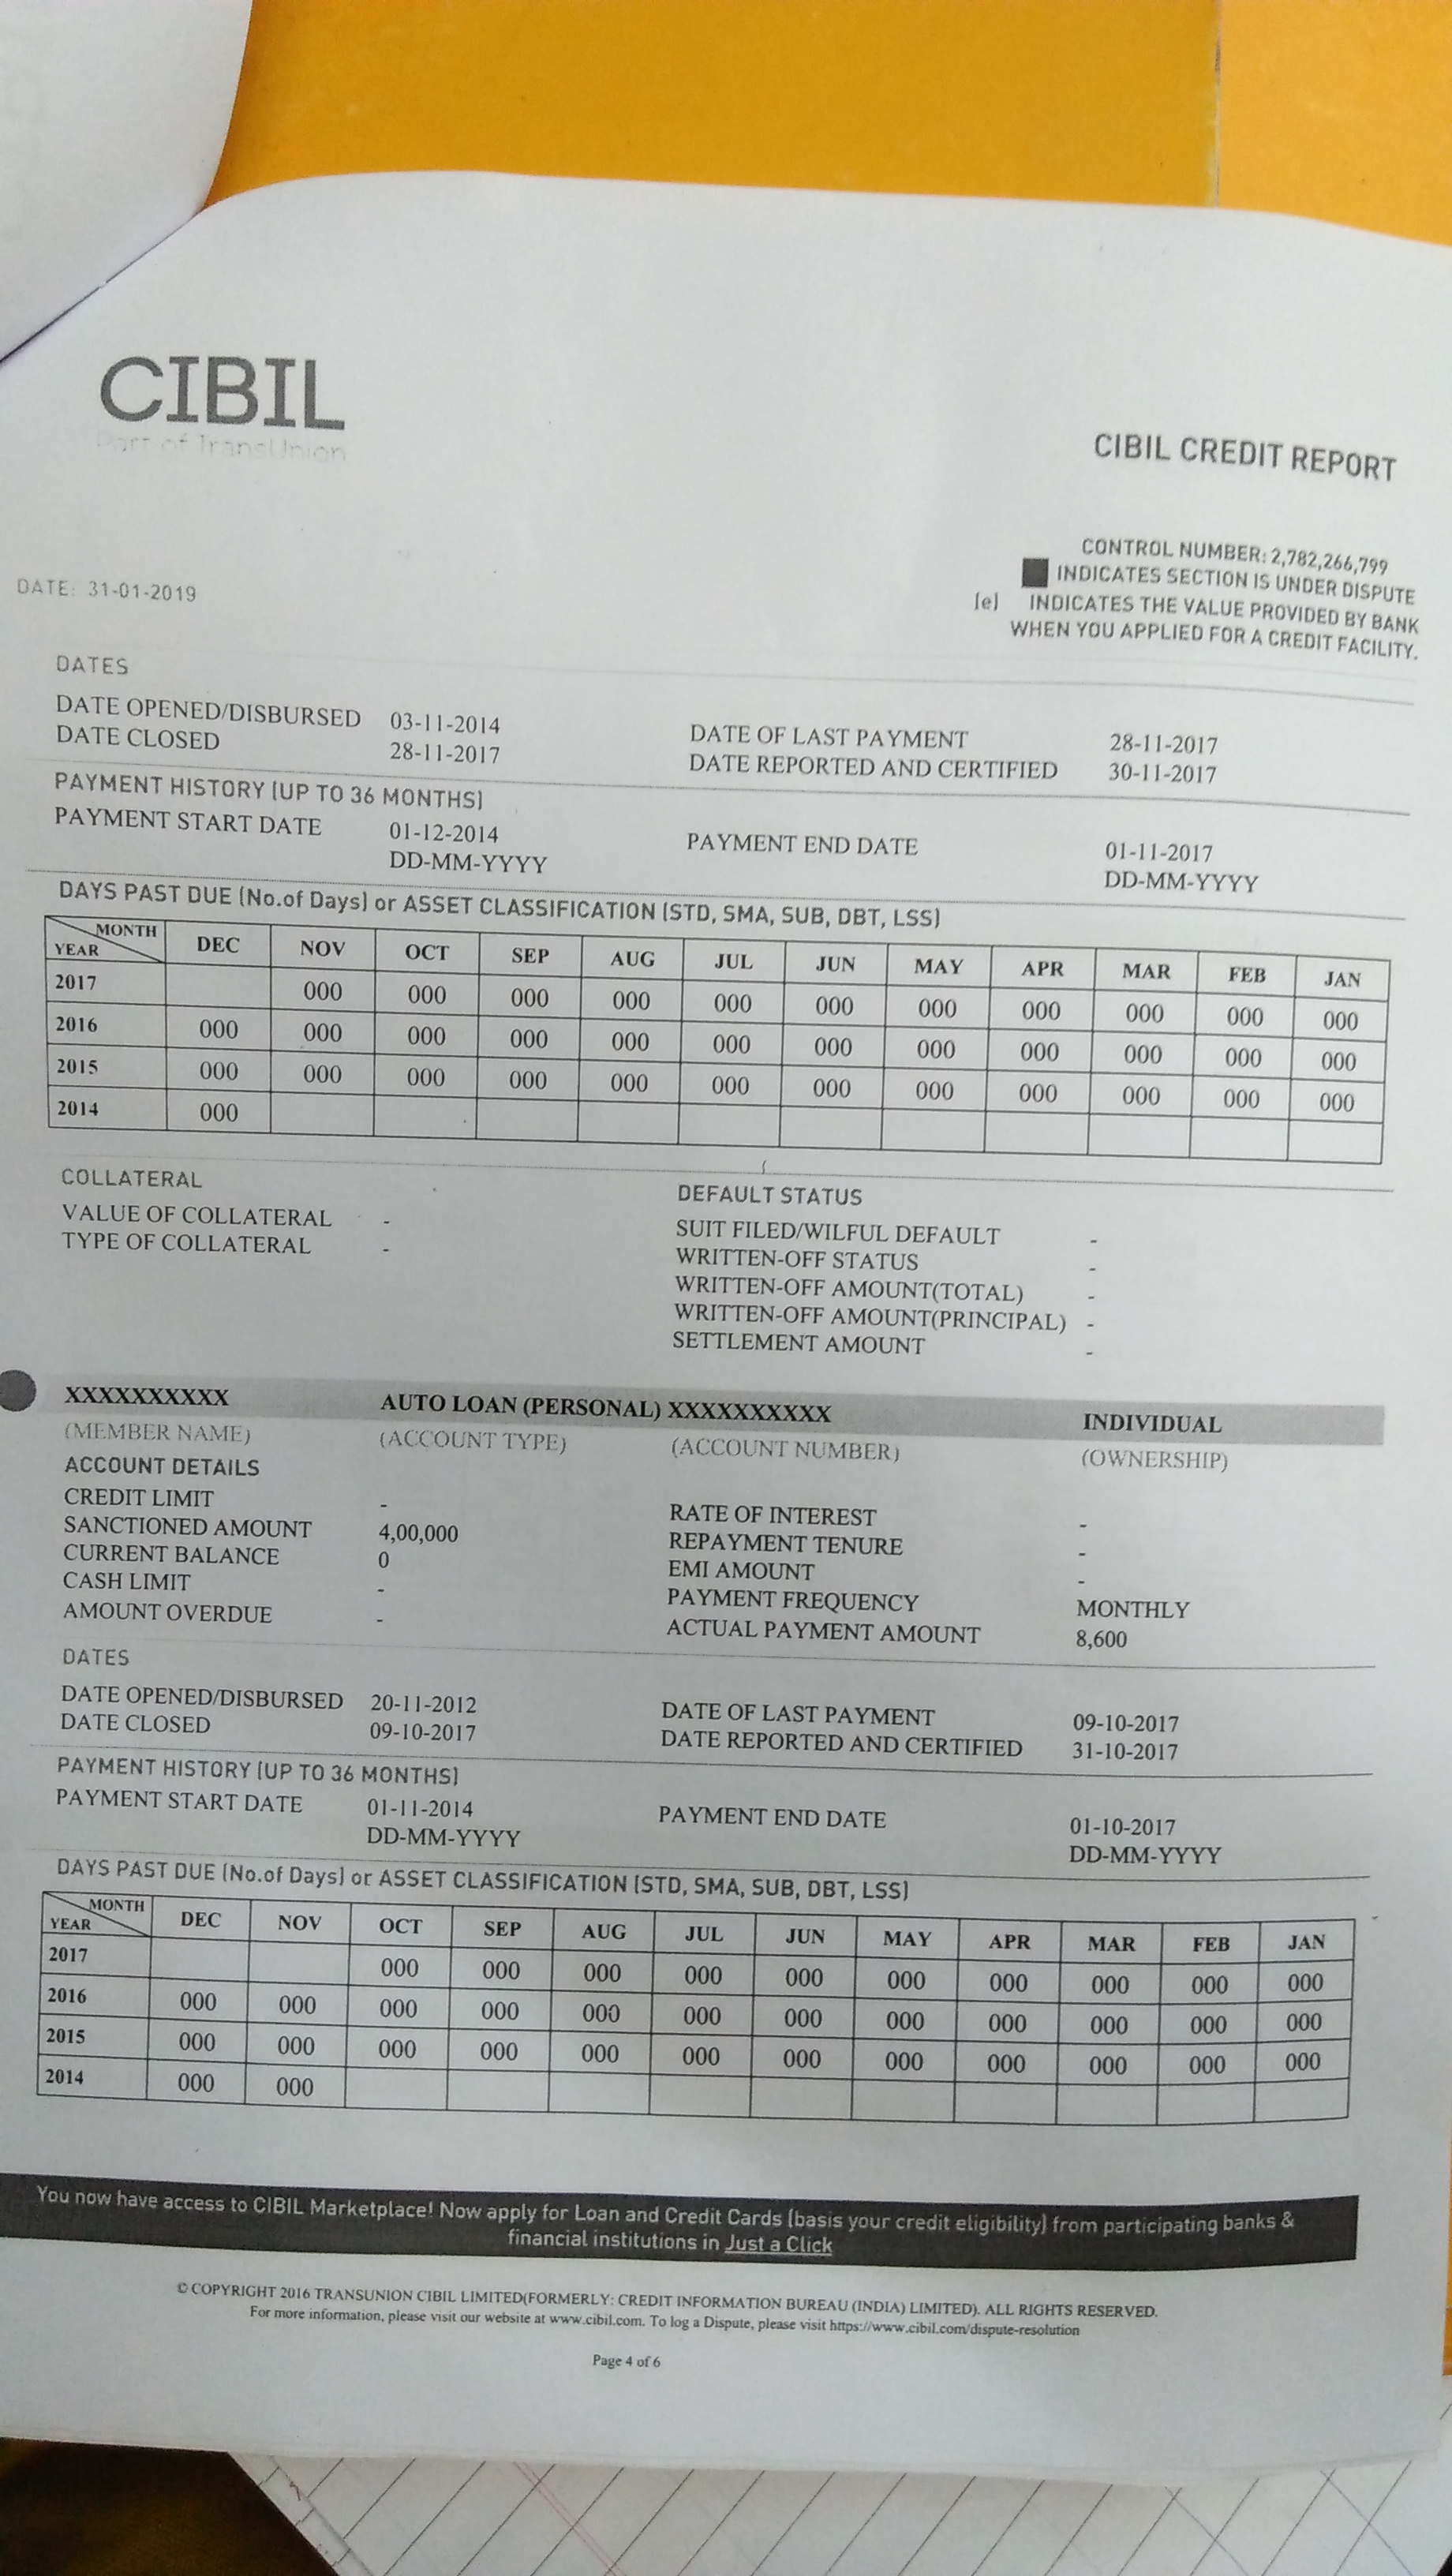 CIBIL
Part of TransUnion
CIBIL CREDIT REPORT
CONTROL NUMBER: 2,782,266,799
INDICATES SECTION IS UNDER DISPUTE
(e) INDICATES THE VALUE PROVIDED BY BANK
WHEN YOU APPLIED FOR A CREDIT FACILITY.
DATE: 31-01-2019
DATES
DATE OPENED/DISBURSED 03-11-2014 DATE OF LAST PAYMENT 28-11-2017
DATE CLOSED 28-11-2017 DATE REPORTED AND CERTIFIED 30-11-2017
PAYMENT HISTORY (UP TO 36 MONTHS)
PAYMENT START DATE 01-12-2014 PAYMENT END DATE 01-11-2017
DD-MM-YYYY DD-MM-YYYY
DAYS PAST DUE (No.of Days) or ASSET CLASSIFICATION (STD, SMA, SUB, DBT, LSS)
MONTH
YEAR DEC NOV OCT SEP AUG JUL JUN MAY APR MAR FEB JAN
2017 000 000 000 000 000 000 000 000 000 000 000
2016 000 000 000 000 000 000 000 000 000 000 000 000
2015 000 000 000 000 000 000 000 000 000 000 000 000
2014 000
COLLATERAL DEFAULT STATUS
VALUE OF COLLATERAL - SUIT FILED/WILFUL DEFAULT -
TYPE OF COLLATERAL - WRITTEN-OFF STATUS -
WRITTEN-OFF AMOUNT(TOTAL) -
WRITTEN-OFF AMOUNT(PRINCIPAL) -
SETTLEMENT AMOUNT -
XXXXXXXXXX AUTO LOAN (PERSONAL) XXXXXXXXXX INDIVIDUAL
(MEMBER NAME) (ACCOUNT TYPE) (ACCOUNT NUMBER) (OWNERSHIP)
ACCOUNT DETAILS
CREDIT LIMIT - RATE OF INTEREST -
SANCTIONED AMOUNT 4,00,000 REPAYMENT TENURE -
CURRENT BALANCE 0 EMI AMOUNT -
CASH LIMIT - PAYMENT FREQUENCY MONTHLY
AMOUNT OVERDUE - ACTUAL PAYMENT AMOUNT 8,600
DATES
DATE OPENED/DISBURSED 20-11-2012 DATE OF LAST PAYMENT 09-10-2017
DATE CLOSED 09-10-2017 DATE REPORTED AND CERTIFIED 31-10-2017
PAYMENT HISTORY (UP TO 36 MONTHS)
PAYMENT START DATE 01-11-2014 PAYMENT END DATE 01-10-2017
DD-MM-YYYY DD-MM-YYYY
DAYS PAST DUE (No.of Days) or ASSET CLASSIFICATION (STD, SMA, SUB, DBT, LSS)
MONTH
YEAR DEC NOV OCT SEP AUG JUL JUN MAY APR MAR FEB JAN
2017 000 000 000 000 000 000 000 000 000 000
2016 000 000 000 000 000 000 000 000 000 000 000 000
2015 000 000 000 000 000 000 000 000 000 000 000 000
2014 000 000
You now have access to CIBIL Marketplace! Now apply for Loan and Credit Cards (basis your credit eligibility) from participating banks &
financial institutions in Just a Click
© COPYRIGHT 2016 TRANSUNION CIBIL LIMITED(FORMERLY: CREDIT INFORMATION BUREAU (INDIA) LIMITED). ALL RIGHTS RESERVED.
For more information, please visit our website at www.cibil.com. To log a Dispute, please visit https://www.cibil.com/dispute-resolution
Page 4 of 6